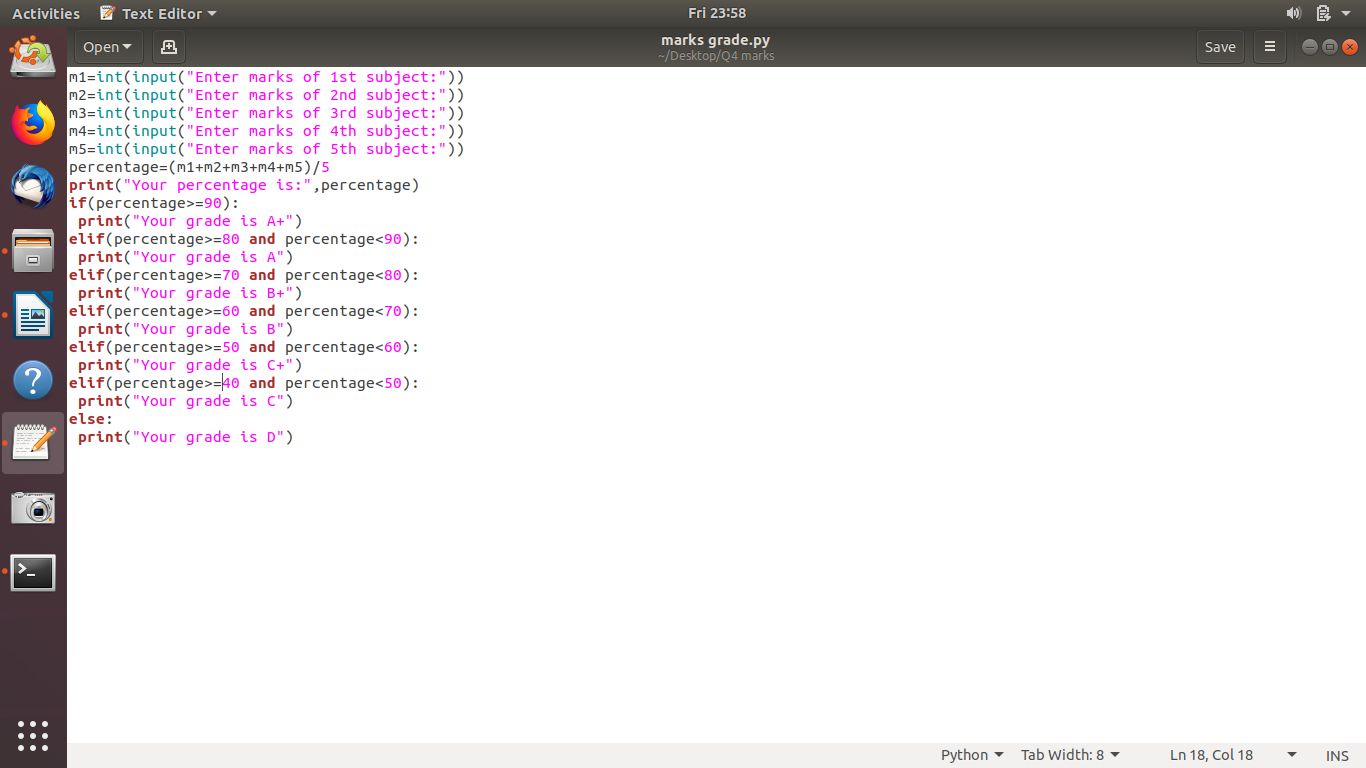 Activities Text Editor Fri 23:58
Open marks grade.py Save
~/Desktop/Q4 marks
m1=int(input("Enter marks of 1st subject:"))
m2=int(input("Enter marks of 2nd subject:"))
m3=int(input("Enter marks of 3rd subject:"))
m4=int(input("Enter marks of 4th subject:"))
m5=int(input("Enter marks of 5th subject:"))
percentage=(m1+m2+m3+m4+m5)/5
print("Your percentage is:",percentage)
if(percentage>=90):
 print("Your grade is A+")
elif(percentage>=80 and percentage<90):
 print("Your grade is A")
elif(percentage>=70 and percentage<80):
 print("Your grade is B+")
elif(percentage>=60 and percentage<70):
 print("Your grade is B")
elif(percentage>=50 and percentage<60):
 print("Your grade is C+")
elif(percentage>=40 and percentage<50):
 print("Your grade is C")
else:
 print("Your grade is D")
Python Tab Width: 8 Ln 18, Col 18 INS